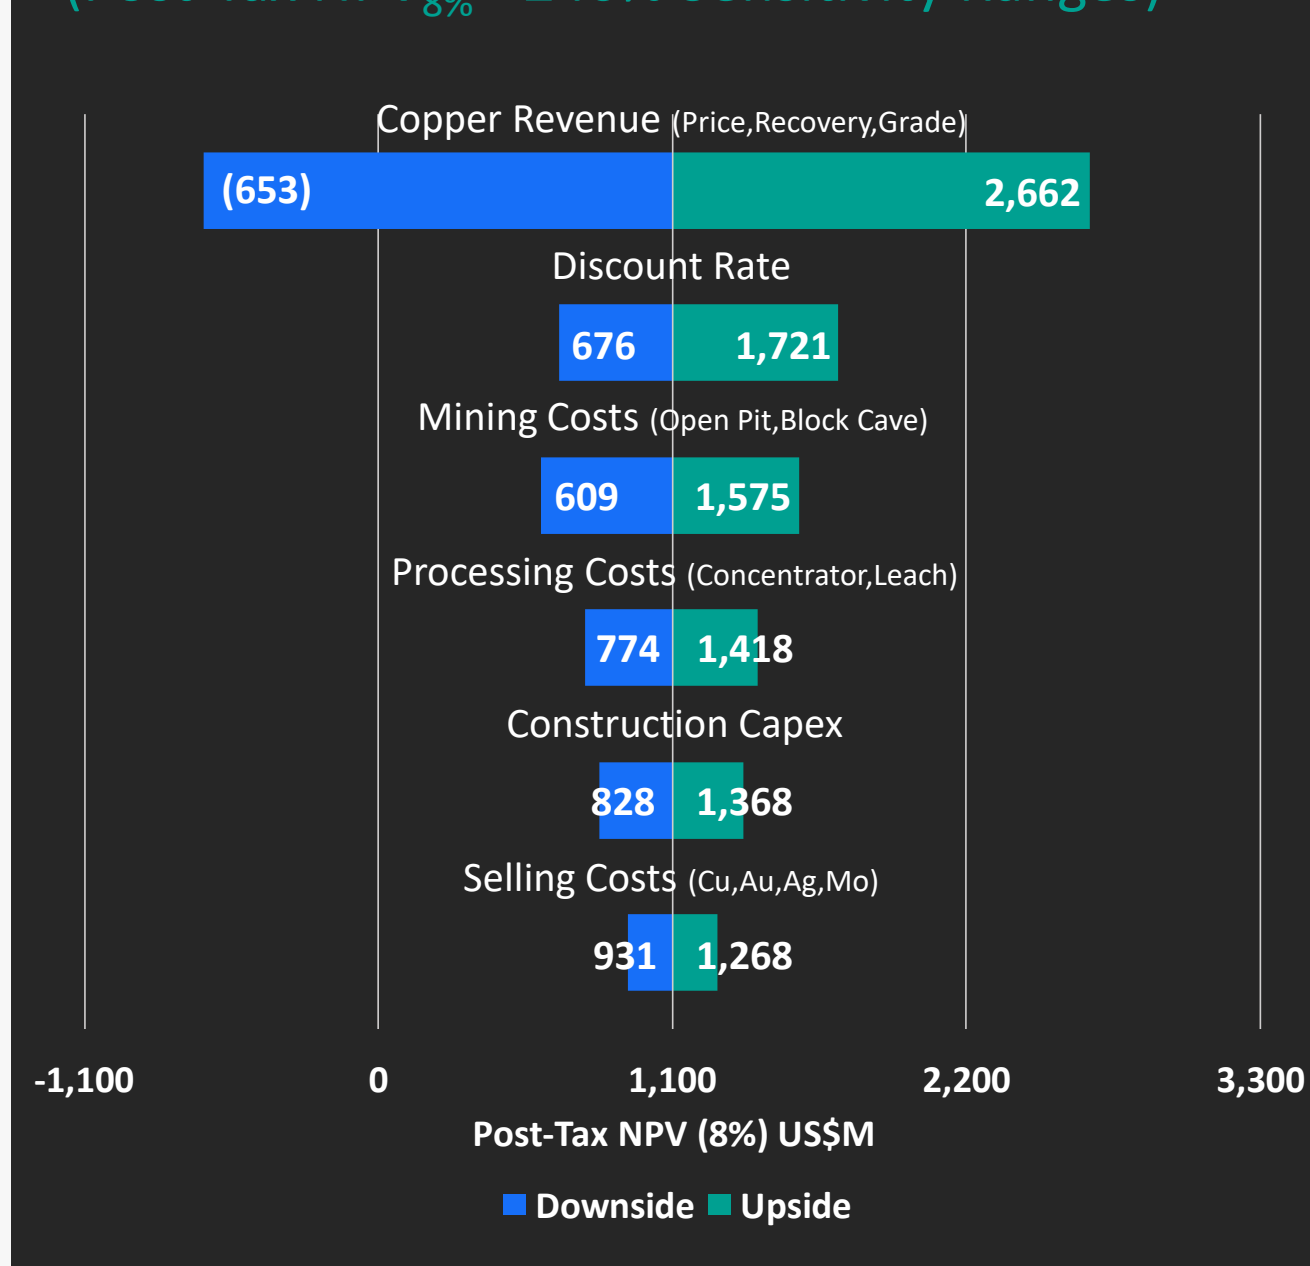 8%
Copper Revenue (Price,Recovery,Grade)
(653) 2,662
Discount Rate
676 1,721
Mining Costs (Open Pit,Block Cave)
609 1,575
Processing Costs (Concentrator,Leach)
774 1,418
Construction Capex
828 1,368
Selling Costs (Cu,Au,Ag,Mo)
931 1,268
-1,100 0 1,100 2,200 3,300
Post-Tax NPV (8%) US$M
Downside Upside